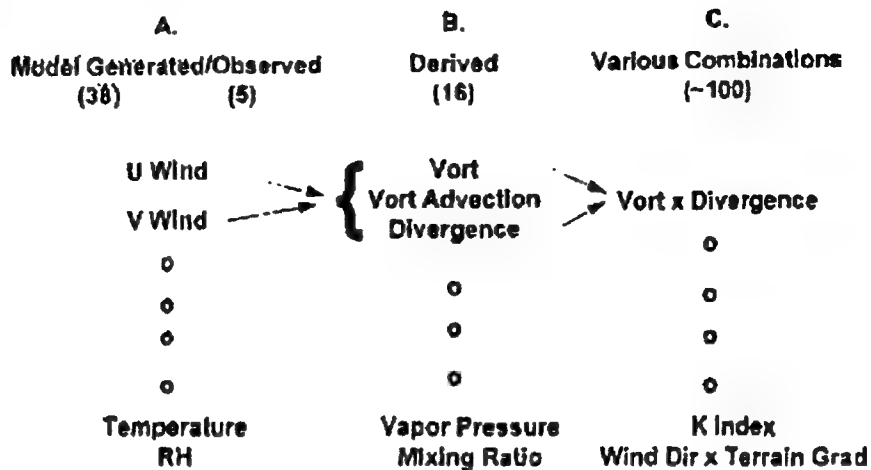 A.
Model Generated/Observed
(38) (5)
U Wind
V Wind
Temperature
RH
B.
Derived
(16)
Vort
Vort Advection
Divergence
Vapor Pressure
Mixing Ratio
C.
Various Combinations
(~100)
Vort x Divergence
K Index
Wind Dir x Terrain Grad